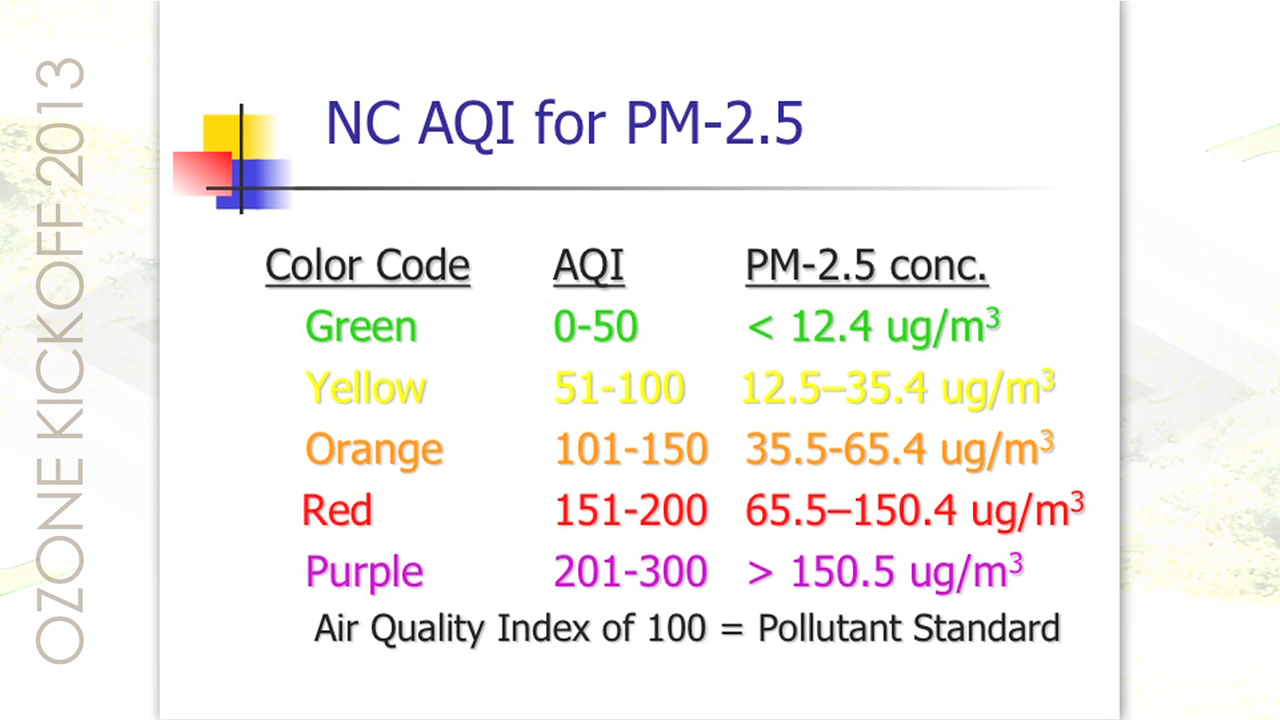 OZONE KICKOFF 2013
NC AQI for PM-2.5
Color Code AQI PM-2.5 conc.
Green 0-50 < 12.4 ug/m³
Yellow 51-100 12.5–35.4 ug/m³
Orange 101-150 35.5-65.4 ug/m³
Red 151-200 65.5–150.4 ug/m³
Purple 201-300 > 150.5 ug/m³
Air Quality Index of 100 = Pollutant Standard